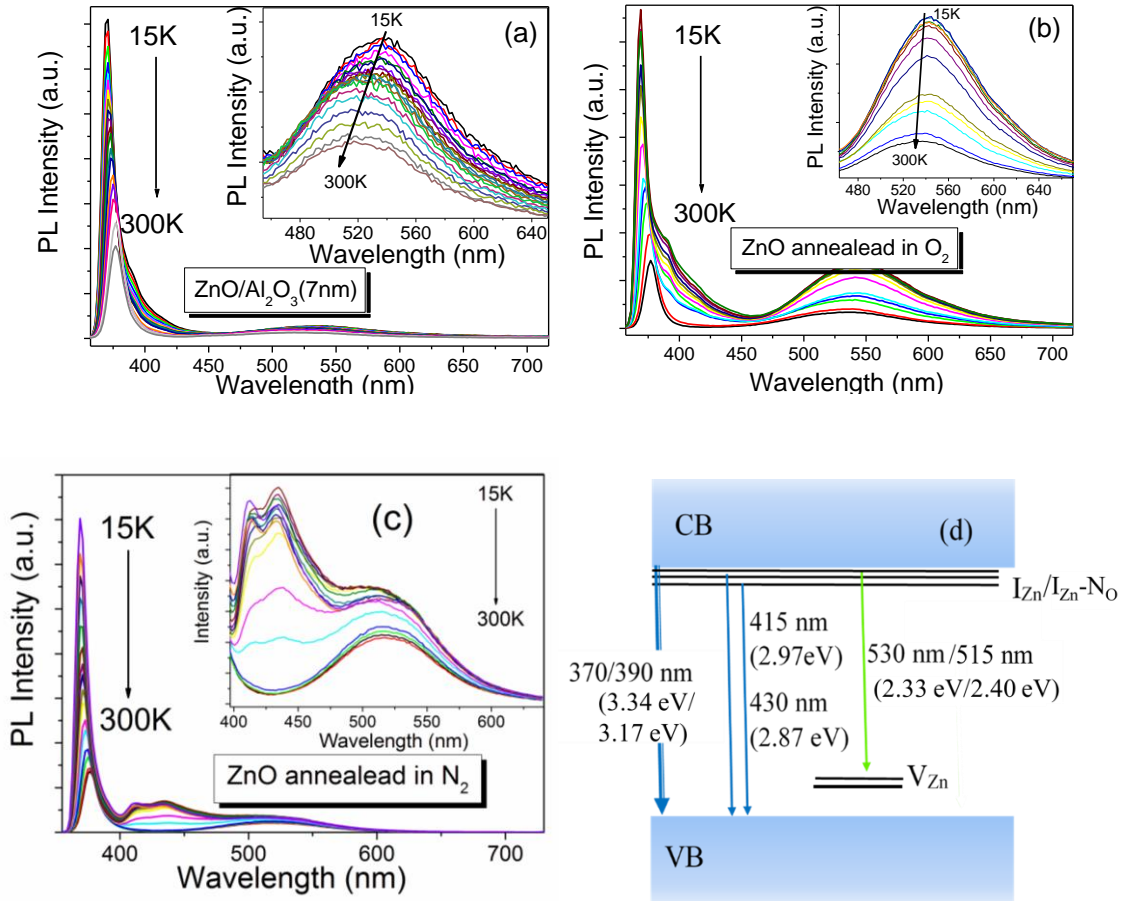 PL Intensity (a.u.)
15K
300K
(a)
PL Intensity (a.u.)
15K
300K
480 520 560 600 640
Wavelength (nm)
ZnO/Al₂O₃(7nm)
400 450 500 550 600 650 700
Wavelength (nm)
PL Intensity (a.u.)
15K
300K
(b)
PL Intensity (a.u.)
15K
300K
480 520 560 600 640
Wavelength (nm)
ZnO annealead in O₂
400 450 500 550 600 650 700
Wavelength (nm)
PL Intensity (a.u.)
15K
300K
(c)
Intensity (a.u.)
15K
300K
400 450 500 550 600
Wavelength (nm)
ZnO annealead in N₂
400 500 600 700
Wavelength (nm)
CB
(d)
I_Zn/I_Zn-N_O
370/390 nm
(3.34 eV/
3.17 eV)
415 nm
(2.97eV)
430 nm
(2.87 eV)
530 nm/515 nm
(2.33 eV/2.40 eV)
V_Zn
VB